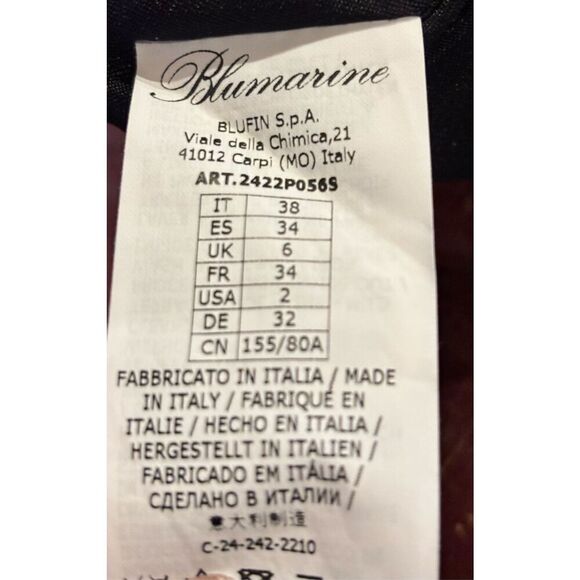 Blumarine
BLUFIN S.p.A.
Viale della Chimica,21
41012 Carpi (MO) Italy
ART.2422P056S
IT 38
ES 34
UK 6
FR 34
USA 2
DE 32
CN 155/80A
FABBRICATO IN ITALIA / MADE
IN ITALY / FABRIQUÉ EN
ITALIE / HECHO EN ITALIA /
HERGESTELLT IN ITALIEN /
FABRICADO EM ITÁLIA /
СДЕЛАНО В ИТАЛИИ /
意大利制造
C-24-242-2210